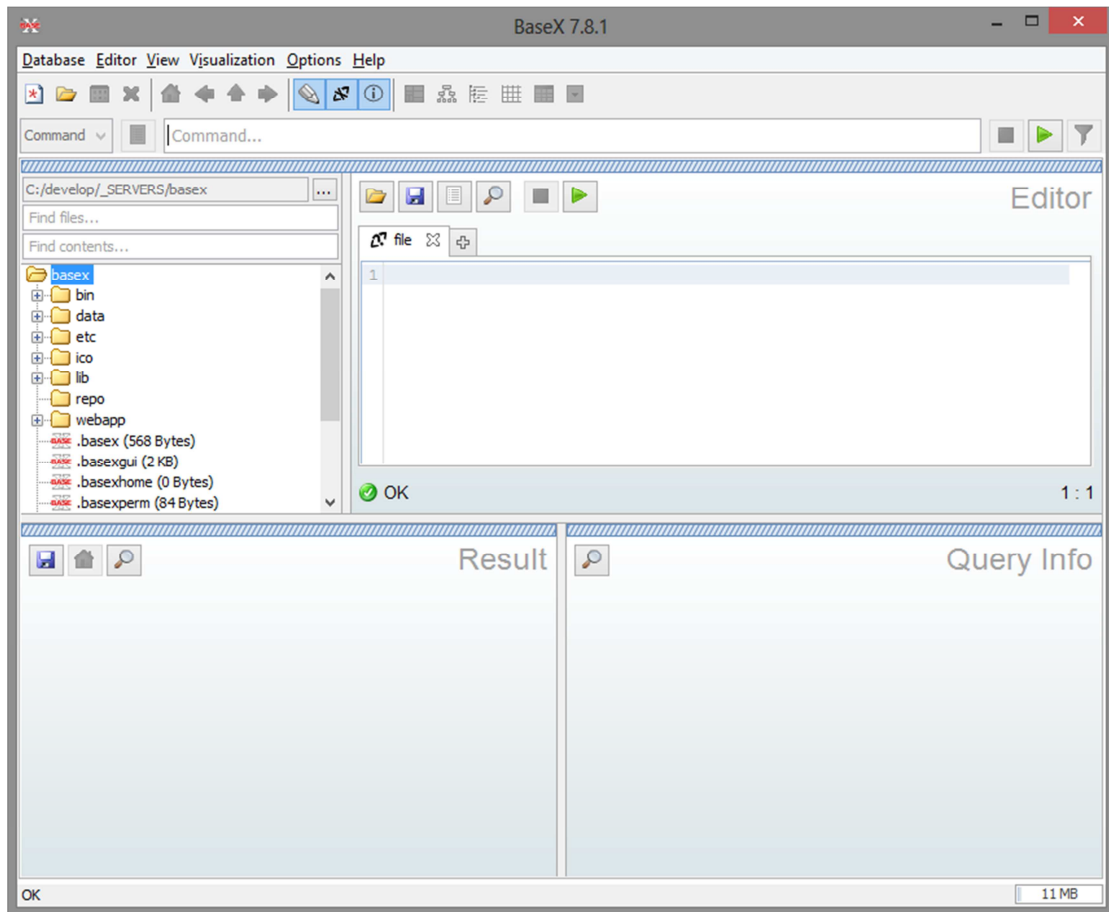 BaseX 7.8.1
Database Editor View Visualization Options Help
Command Command...
C:/develop/_SERVERS/basex ...
Find files...
Find contents...
basex
bin
data
etc
ico
lib
repo
webapp
.basex (568 Bytes)
.basexgui (2 KB)
.basexhome (0 Bytes)
.basexperm (84 Bytes)
Editor
file
1
OK 1 : 1
Result
Query Info
OK 11 MB